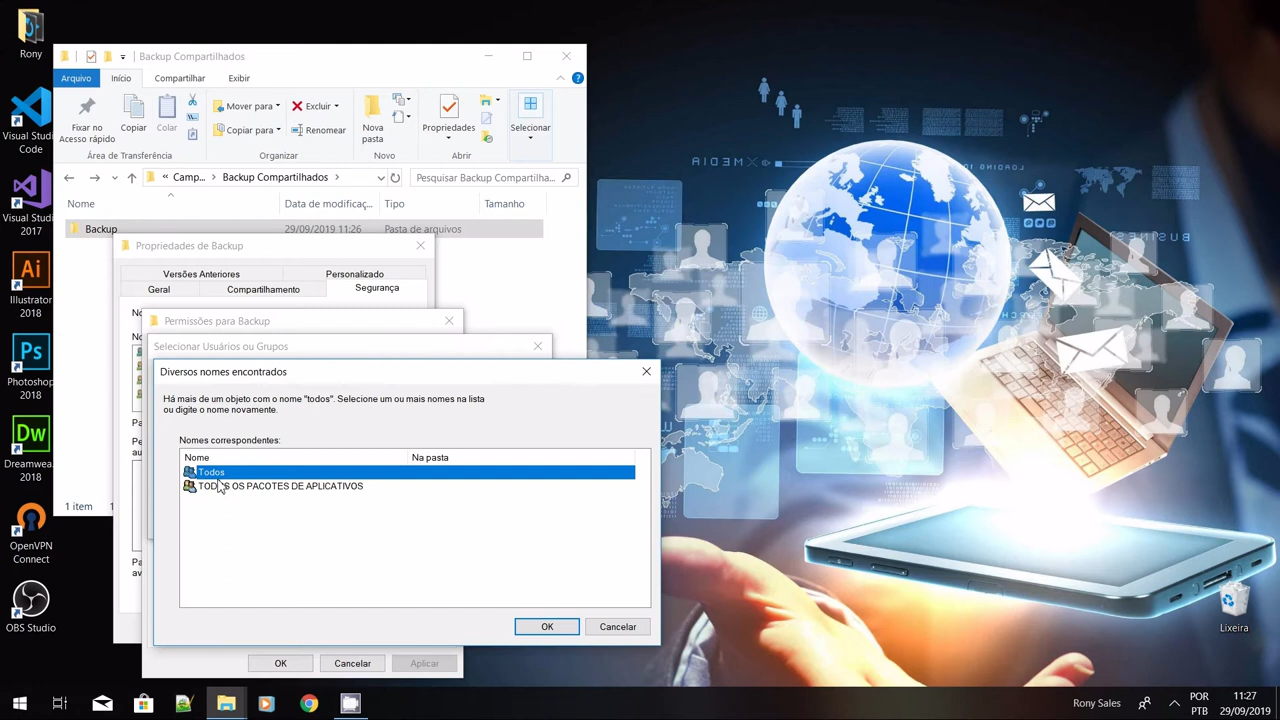 Rony
Visual Studio
Code
Visual Studio
2017
Illustrator
2018
Photoshop
2018
Dreamwea...
2018
OpenVPN
Connect
OBS Studio
Backup Compartilhados
Arquivo
Início
Compartilhar
Exibir
Fixar no
Acesso rápido
Copiar
Colar
Mover para
Copiar para
Excluir
Renomear
Nova
pasta
Propriedades
Selecionar
Área de Transferência
Organizar
Novo
Abrir
« Camp... > Backup Compartilhados >
Pesquisar Backup Compartilha...
Nome
Data de modificaç...
Tipo
Tamanho
Backup
29/09/2019 11:26
Pasta de arquivos
1 item
Propriedades de Backup
Versões Anteriores
Personalizado
Geral
Compartilhamento
Segurança
Permissões para Backup
Selecionar Usuários ou Grupos
Diversos nomes encontrados
Há mais de um objeto com o nome "todos". Selecione um ou mais nomes na lista
ou digite o nome novamente.
Nomes correspondentes:
Nome
Na pasta
Todos
TODOS OS PACOTES DE APLICATIVOS
OK
Cancelar
OK
Cancelar
Aplicar
MEDIA
BUSINESS
Lixeira
Rony Sales
POR
PTB
11:27
29/09/2019